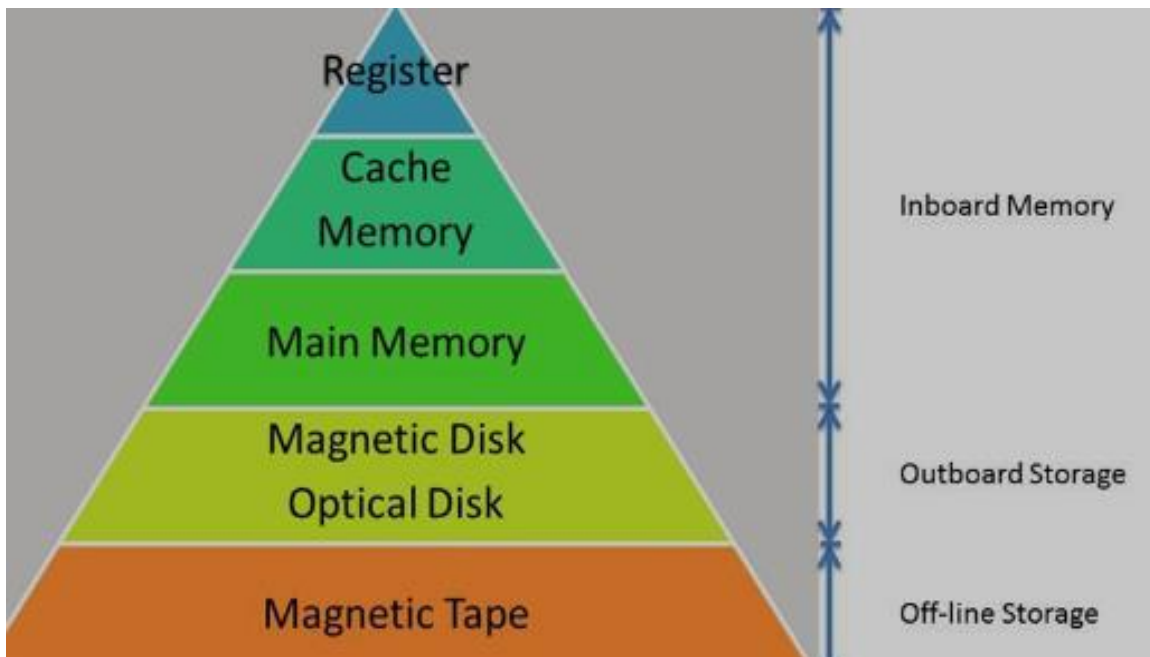 Register
Cache
Memory
Inboard Memory
Main Memory
Magnetic Disk
Optical Disk
Outboard Storage
Magnetic Tape
Off-line Storage